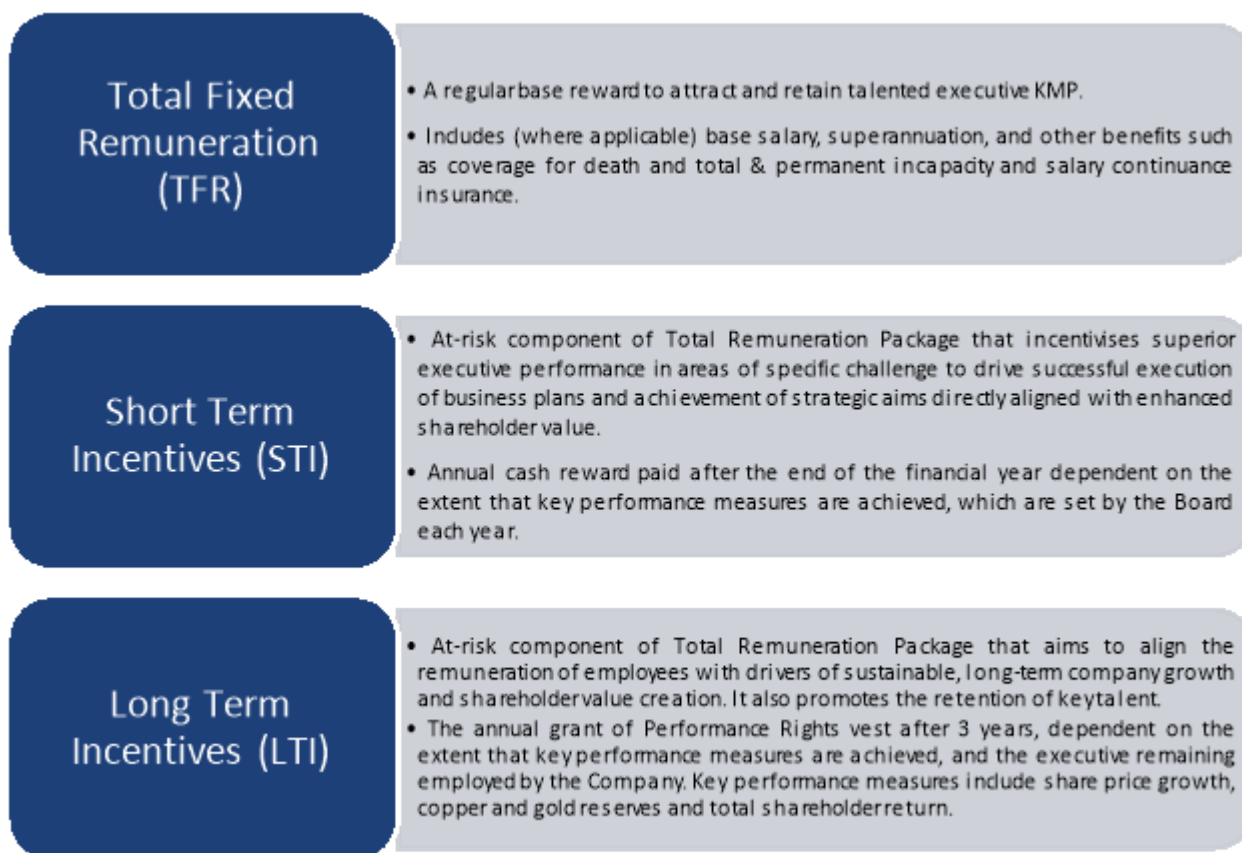 Total Fixed
Remuneration
(TFR)
• A regular base reward to attract and retain talented executive KMP.
• Includes (where applicable) base salary, superannuation, and other benefits such
as coverage for death and total & permanent incapacity and salary continuance
insurance.
Short Term
Incentives (STI)
• At-risk component of Total Remuneration Package that incentivises superior
executive performance in areas of specific challenge to drive successful execution
of business plans and achievement of strategic aims directly aligned with enhanced
shareholder value.
• Annual cash reward paid after the end of the financial year dependent on the
extent that key performance measures are achieved, which are set by the Board
each year.
Long Term
Incentives (LTI)
• At-risk component of Total Remuneration Package that aims to align the
remuneration of employees with drivers of sustainable, long-term company growth
and shareholder value creation. It also promotes the retention of key talent.
• The annual grant of Performance Rights vest after 3 years, dependent on the
extent that key performance measures are achieved, and the executive remaining
employed by the Company. Key performance measures include share price growth,
copper and gold reserves and total shareholder return.